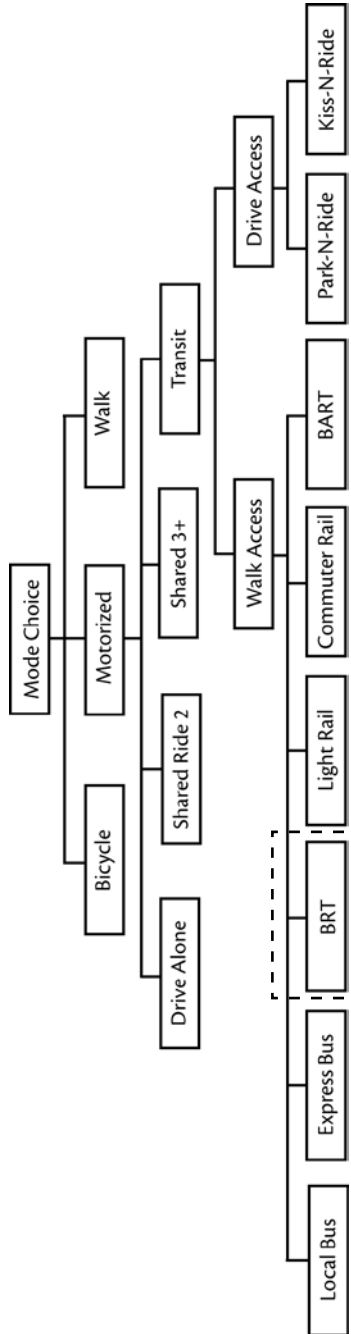 Mode Choice
Bicycle
Motorized
Walk
Drive Alone
Shared Ride 2
Shared 3+
Transit
Walk Access
Drive Access
Local Bus
Express Bus
BRT
Light Rail
Commuter Rail
BART
Park-N-Ride
Kiss-N-Ride